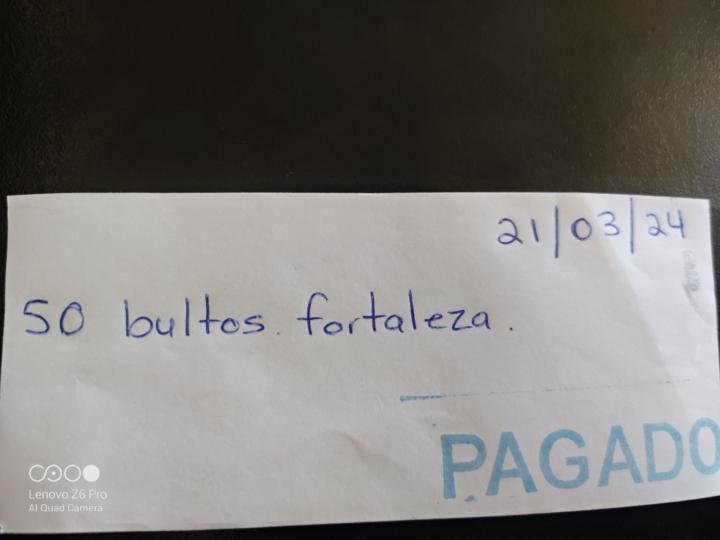 21/03/24
50 bultos. fortaleza.
PAGADO
Lenovo Z6 Pro
AI Quad Camera